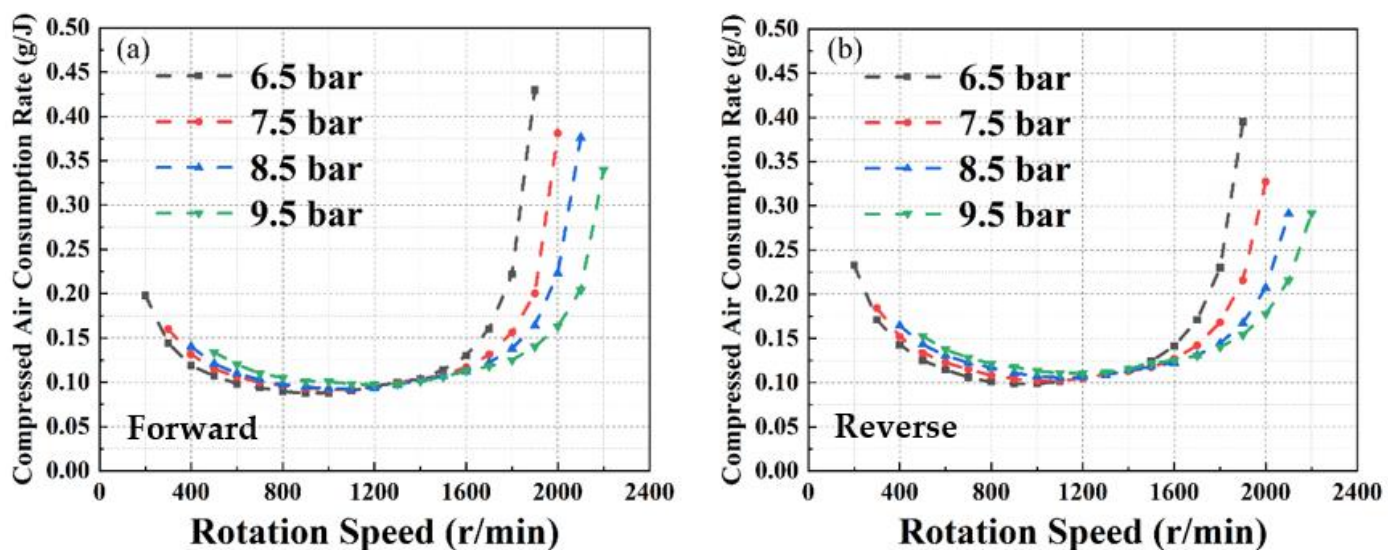 (a)
6.5 bar
7.5 bar
8.5 bar
9.5 bar
Forward
Compressed Air Consumption Rate (g/J)
0.50
0.45
0.40
0.35
0.30
0.25
0.20
0.15
0.10
0.05
0.00
0 400 800 1200 1600 2000 2400
Rotation Speed (r/min)
(b)
6.5 bar
7.5 bar
8.5 bar
9.5 bar
Reverse
Compressed Air Consumption Rate (g/J)
0.50
0.45
0.40
0.35
0.30
0.25
0.20
0.15
0.10
0.05
0.00
0 400 800 1200 1600 2000 2400
Rotation Speed (r/min)